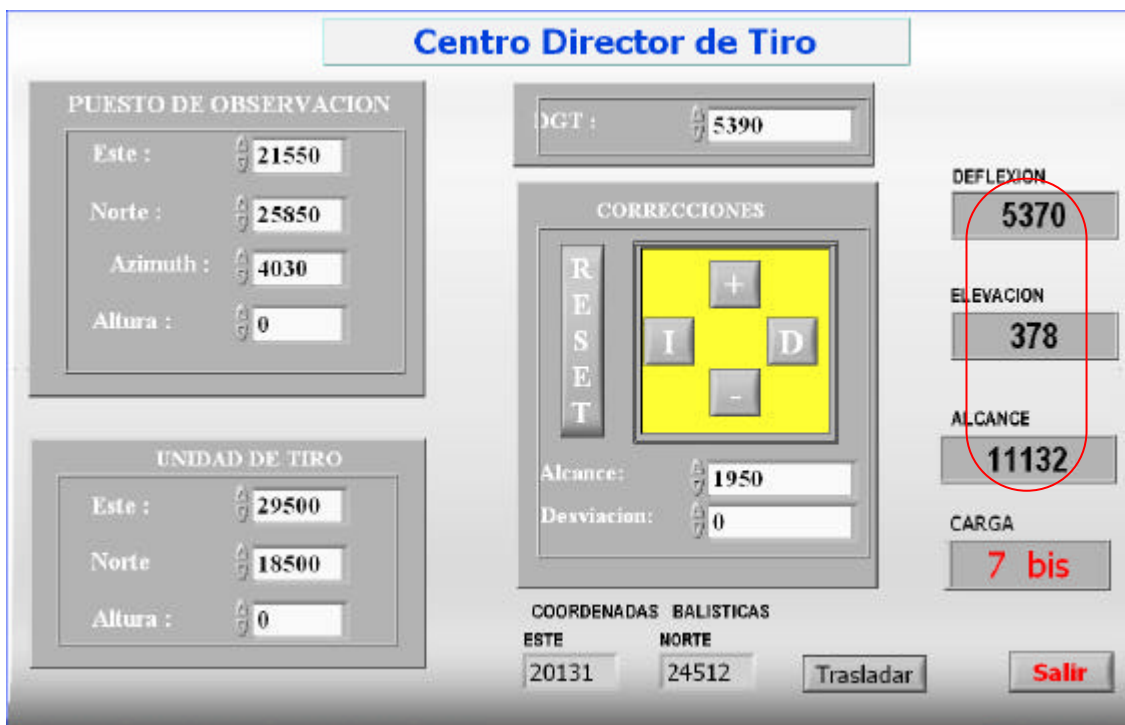 Centro Director de Tiro
PUESTO DE OBSERVACION
Este : 21550
Norte : 25850
Azimuth : 4030
Altura : 0
UNIDAD DE TIRO
Este : 29500
Norte 18500
Altura : 0
DGT : 5390
CORRECCIONES
RESET
+
I D
-
Alcance: 1950
Desviacion: 0
COORDENADAS BALISTICAS
ESTE NORTE
20131 24512
Trasladar
DEFLEXION
5370
ELEVACION
378
ALCANCE
11132
CARGA
7 bis
Salir